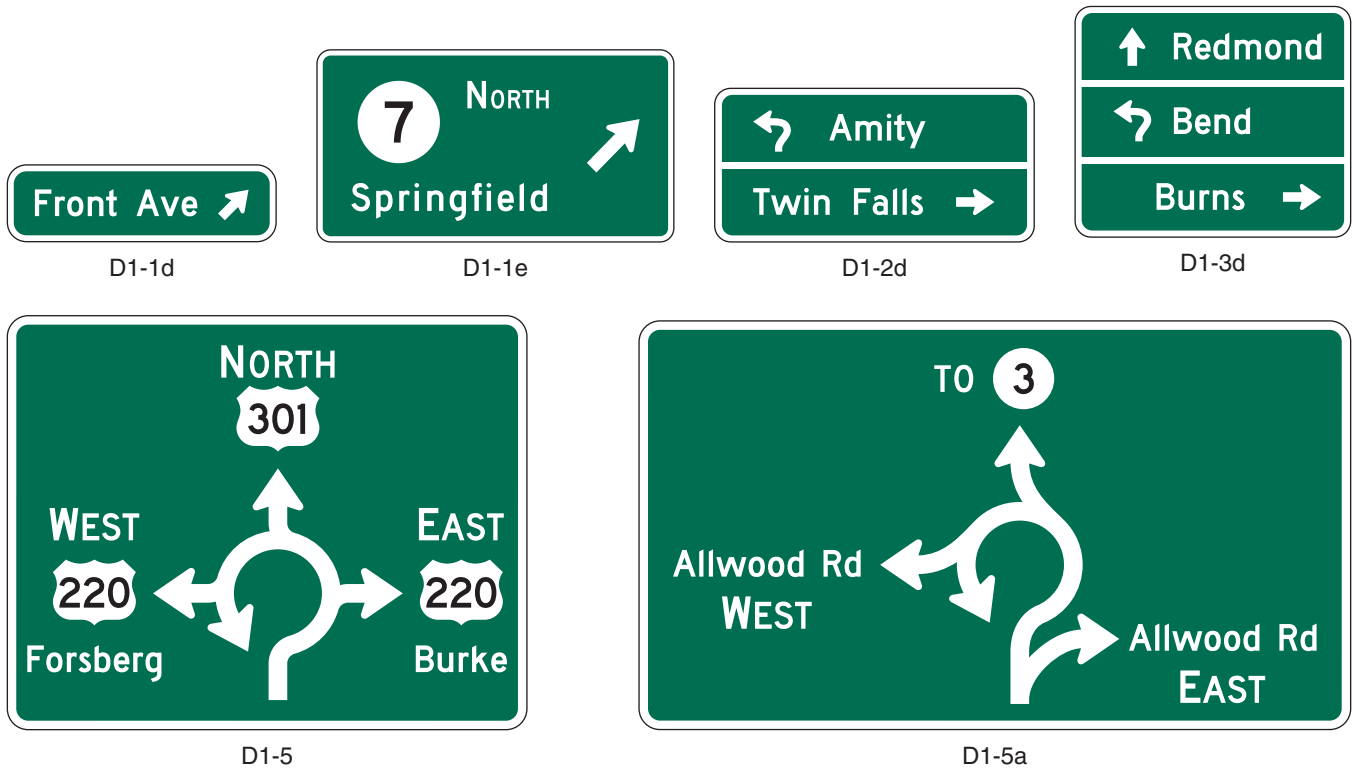 Front Ave
D1-1d
7 NORTH
Springfield
D1-1e
Amity
Twin Falls
D1-2d
Redmond
Bend
Burns
D1-3d
NORTH
301
WEST
220
Forsberg
EAST
220
Burke
D1-5
TO 3
Allwood Rd
WEST
Allwood Rd
EAST
D1-5a